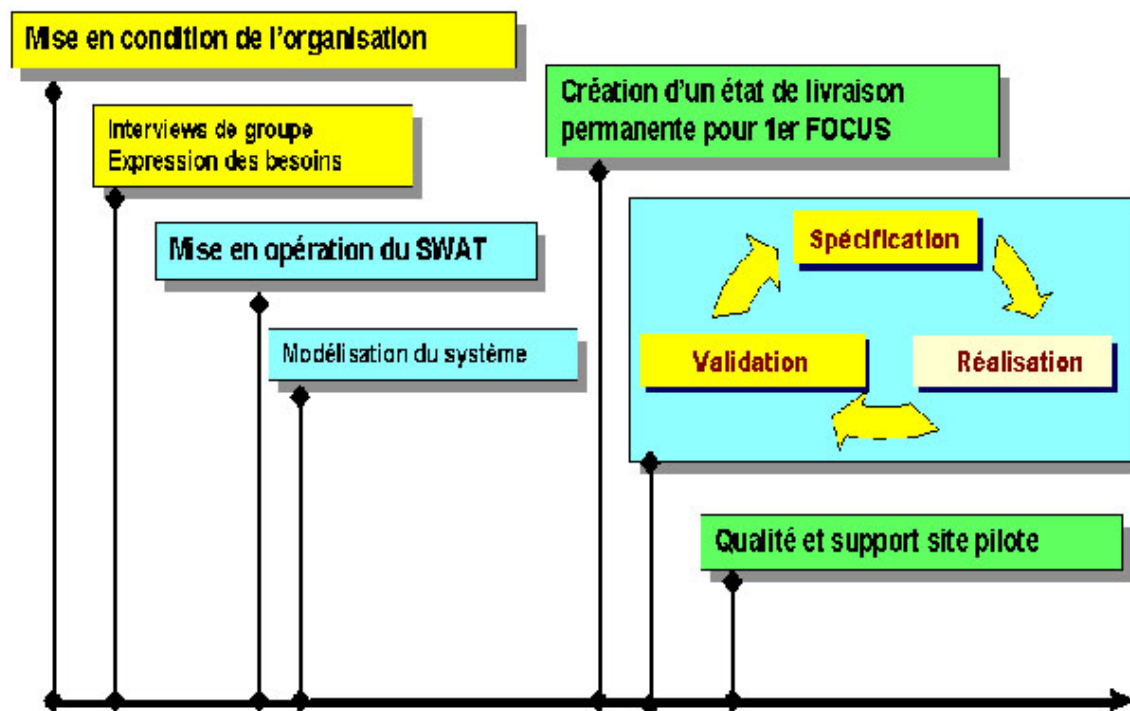 Mise en condition de l'organisation
Interviews de groupe
Expression des besoins
Mise en opération du SWAT
Modélisation du système
Création d'un état de livraison
permanente pour 1er FOCUS
Spécification
Validation
Réalisation
Qualité et support site pilote